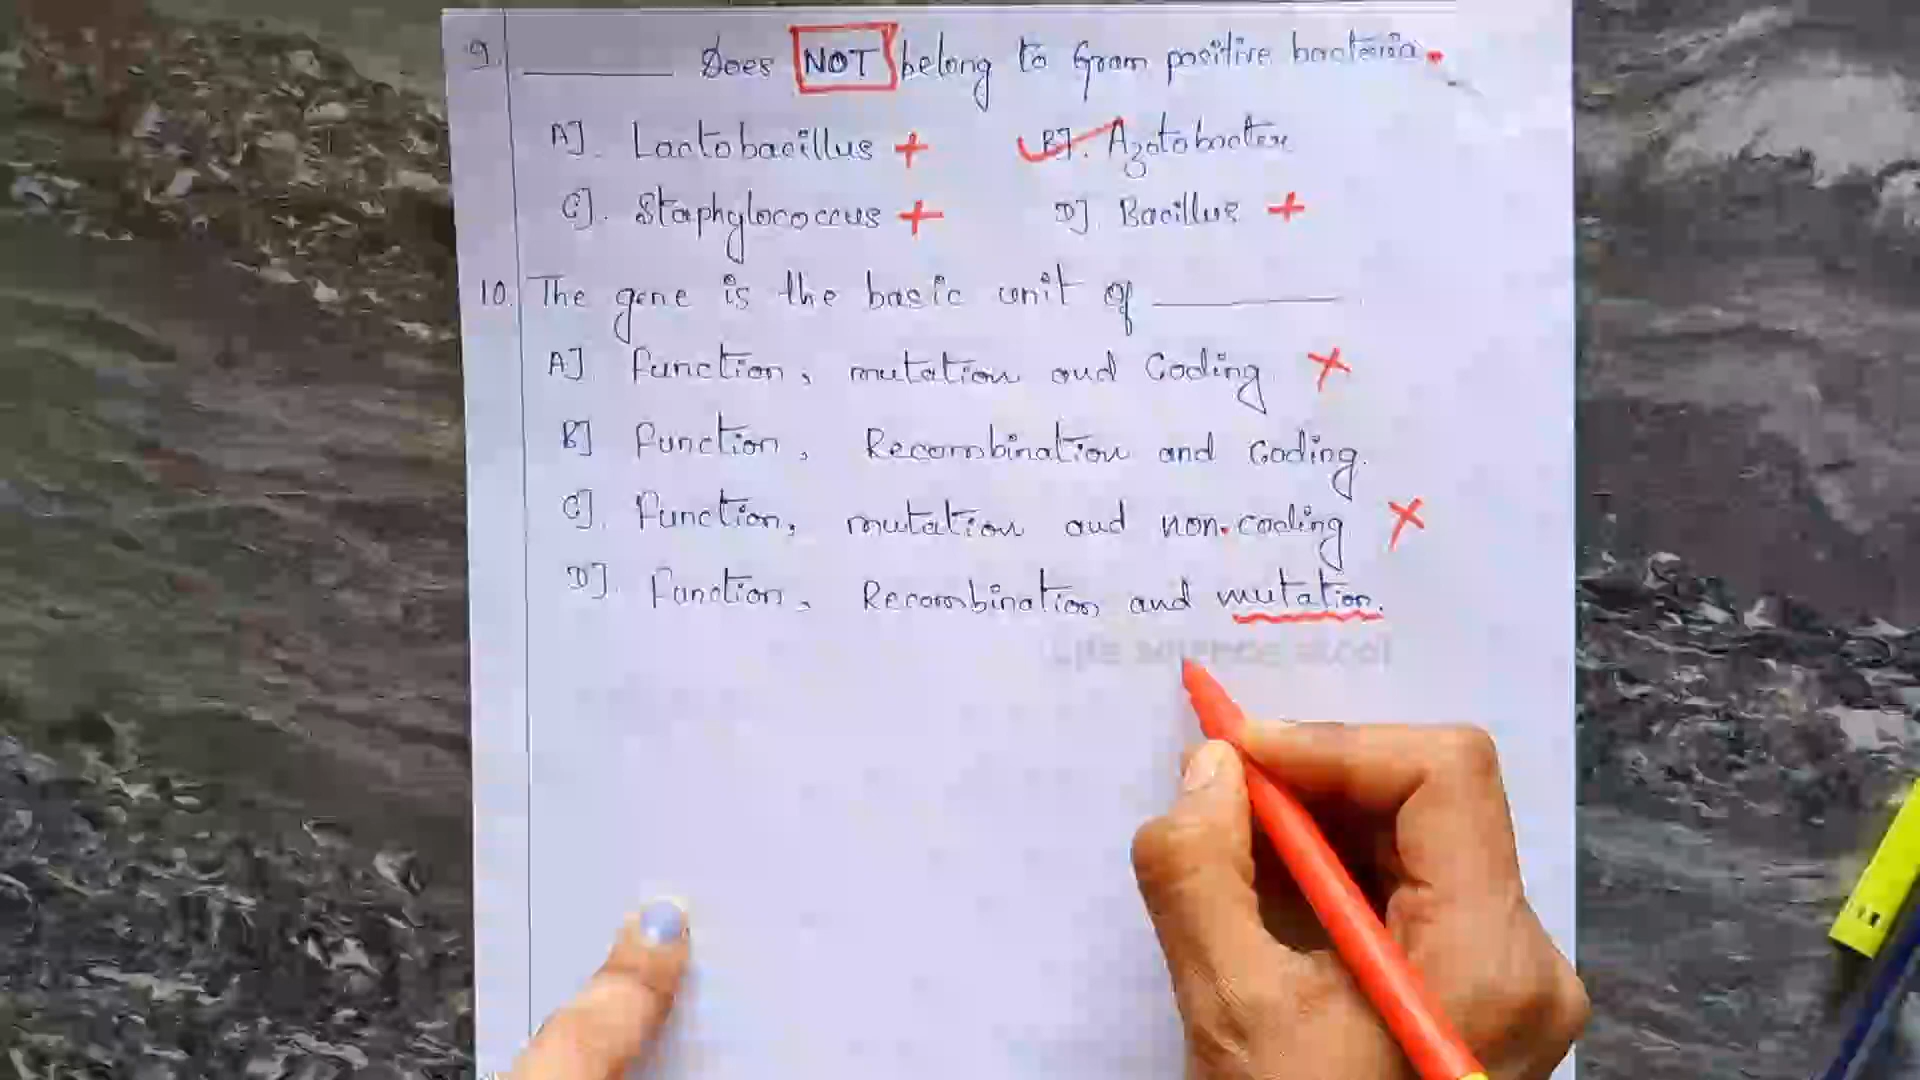 9. ______ Does NOT belong to Gram positive bacteria.
A]. Lactobacillus + B]. Azotobacter
C]. Staphylococcus + D]. Bacillus +
10. The gene is the basic unit of ______.
A] Function, mutation and Coding. X
B] Function, Recombination and Coding.
C]. Function, mutation and non-coding X
D]. Function, Recombination and mutation.